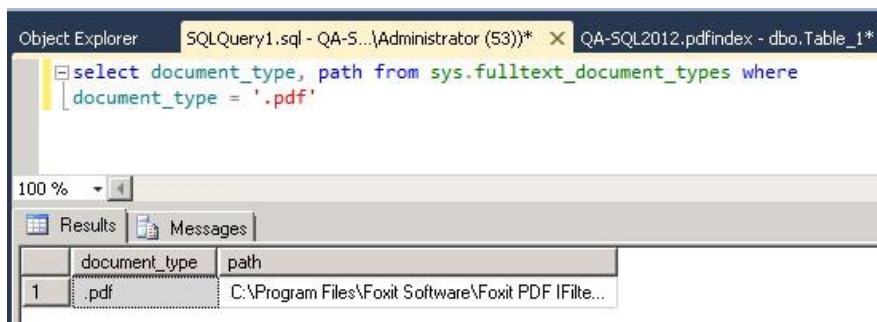 Object Explorer SQLQuery1.sql - QA-S...\Administrator (53))* QA-SQL2012.pdfindex - dbo.Table_1*
select document_type, path from sys.fulltext_document_types where
document_type = '.pdf'
100 %
Results Messages
document_type path
1 .pdf C:\Program Files\Foxit Software\Foxit PDF IFilte...